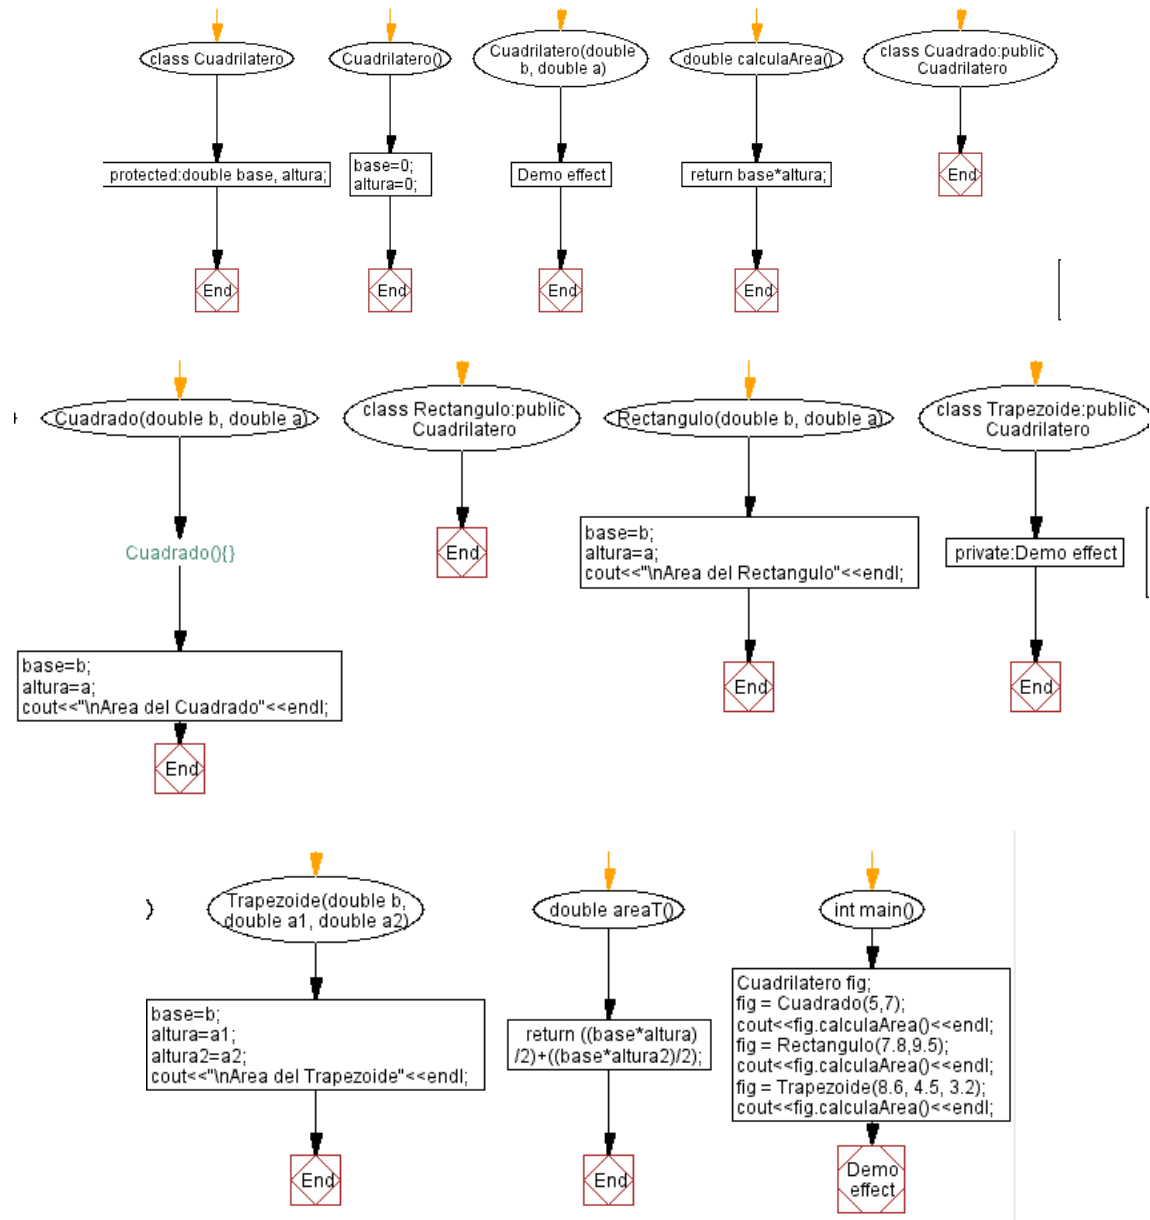 class Cuadrilatero
protected:double base, altura;
End
Cuadrilatero()
base=0;
altura=0;
End
Cuadrilatero(double
b, double a)
Demo effect
End
double calculaArea()
return base*altura;
End
class Cuadrado:public
Cuadrilatero
End
Cuadrado(double b, double a)
Cuadrado(){}
base=b;
altura=a;
cout<<"\nArea del Cuadrado"<<endl;
End
class Rectangulo:public
Cuadrilatero
End
Rectangulo(double b, double a)
base=b;
altura=a;
cout<<"\nArea del Rectangulo"<<endl;
End
class Trapezoide:public
Cuadrilatero
private:Demo effect
End
Trapezoide(double b,
double a1, double a2)
base=b;
altura=a1;
altura2=a2;
cout<<"\nArea del Trapezoide"<<endl;
End
double areaT()
return ((base*altura)
/2)+((base*altura2)/2);
End
int main()
Cuadrilatero fig;
fig = Cuadrado(5,7);
cout<<fig.calculaArea()<<endl;
fig = Rectangulo(7.8,9.5);
cout<<fig.calculaArea()<<endl;
fig = Trapezoide(8.6, 4.5, 3.2);
cout<<fig.calculaArea()<<endl;
Demo
effect